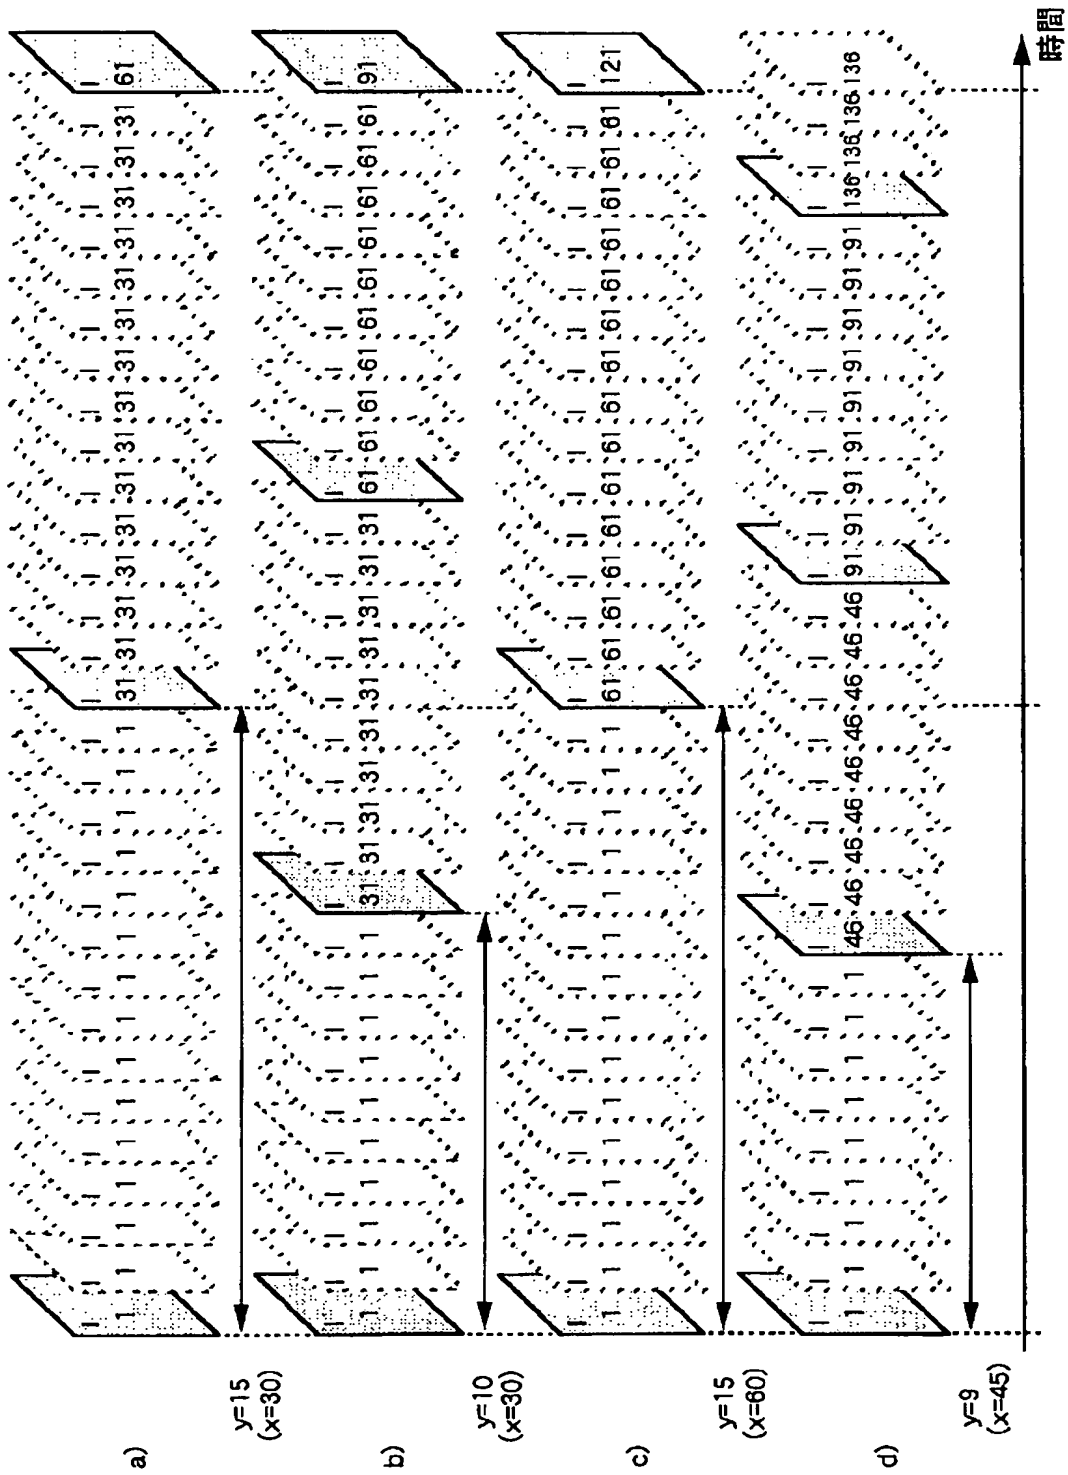 a)
I I I I I I I I I I I I I I I I I I I I I I I I I I I I I I I
1 1 1 1 1 1 1 1 1 1 1 1 1 1 1 31 31 31 31 31 31 31 31 31 31 31 31 31 31 31 61
y=15
(x=30)
b)
I I I I I I I I I I I I I I I I I I I I I I I I I I I I I I I
1 1 1 1 1 1 1 1 1 1 31 31 31 31 31 31 31 31 31 31 61 61 61 61 61 61 61 61 61 61 91
y=10
(x=30)
c)
I I I I I I I I I I I I I I I I I I I I I I I I I I I I I I I
1 1 1 1 1 1 1 1 1 1 1 1 1 1 1 61 61 61 61 61 61 61 61 61 61 61 61 61 61 61 121
y=15
(x=60)
d)
I I I I I I I I I I I I I I I I I I I I I I I I I I I I I I I
1 1 1 1 1 1 1 1 1 46 46 46 46 46 46 46 46 46 91 91 91 91 91 91 91 91 91 136 136 136 136
y=9
(x=45)
時間